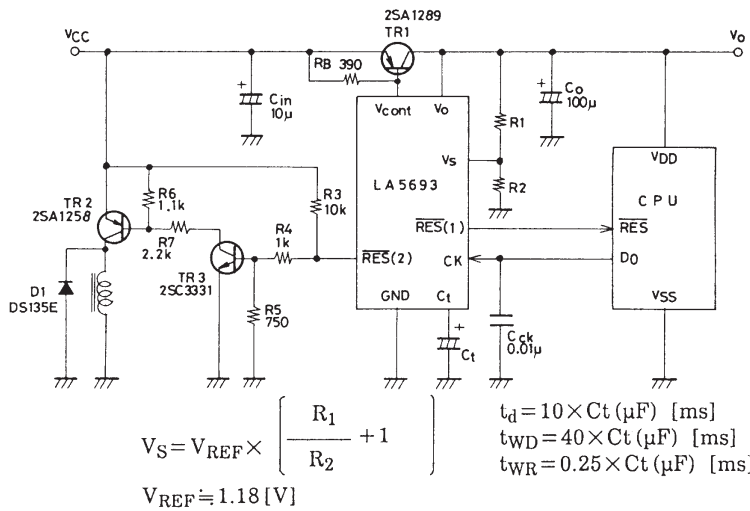 2SA1289
TR1
VCC
Vo
RB 390
+
Cin
10μ
Vcont
Vo
R1
+
Co
100μ
Vs
R2
LA5693
VDD
CPU
TR2
2SA1258
R6
1.1k
R7
2.2k
R3
10k
R4
1k
RES(1)
RES
RES(2)
CK
D0
TR3
2SC3331
D1
DS135E
R5
750
GND
Ct
VSS
+
Ct
Cck
0.01μ
VS=VREF×(R1/R2+1)
VREF≒1.18[V]
td=10×Ct(μF) [ms]
tWD=40×Ct(μF) [ms]
tWR=0.25×Ct(μF) [ms]